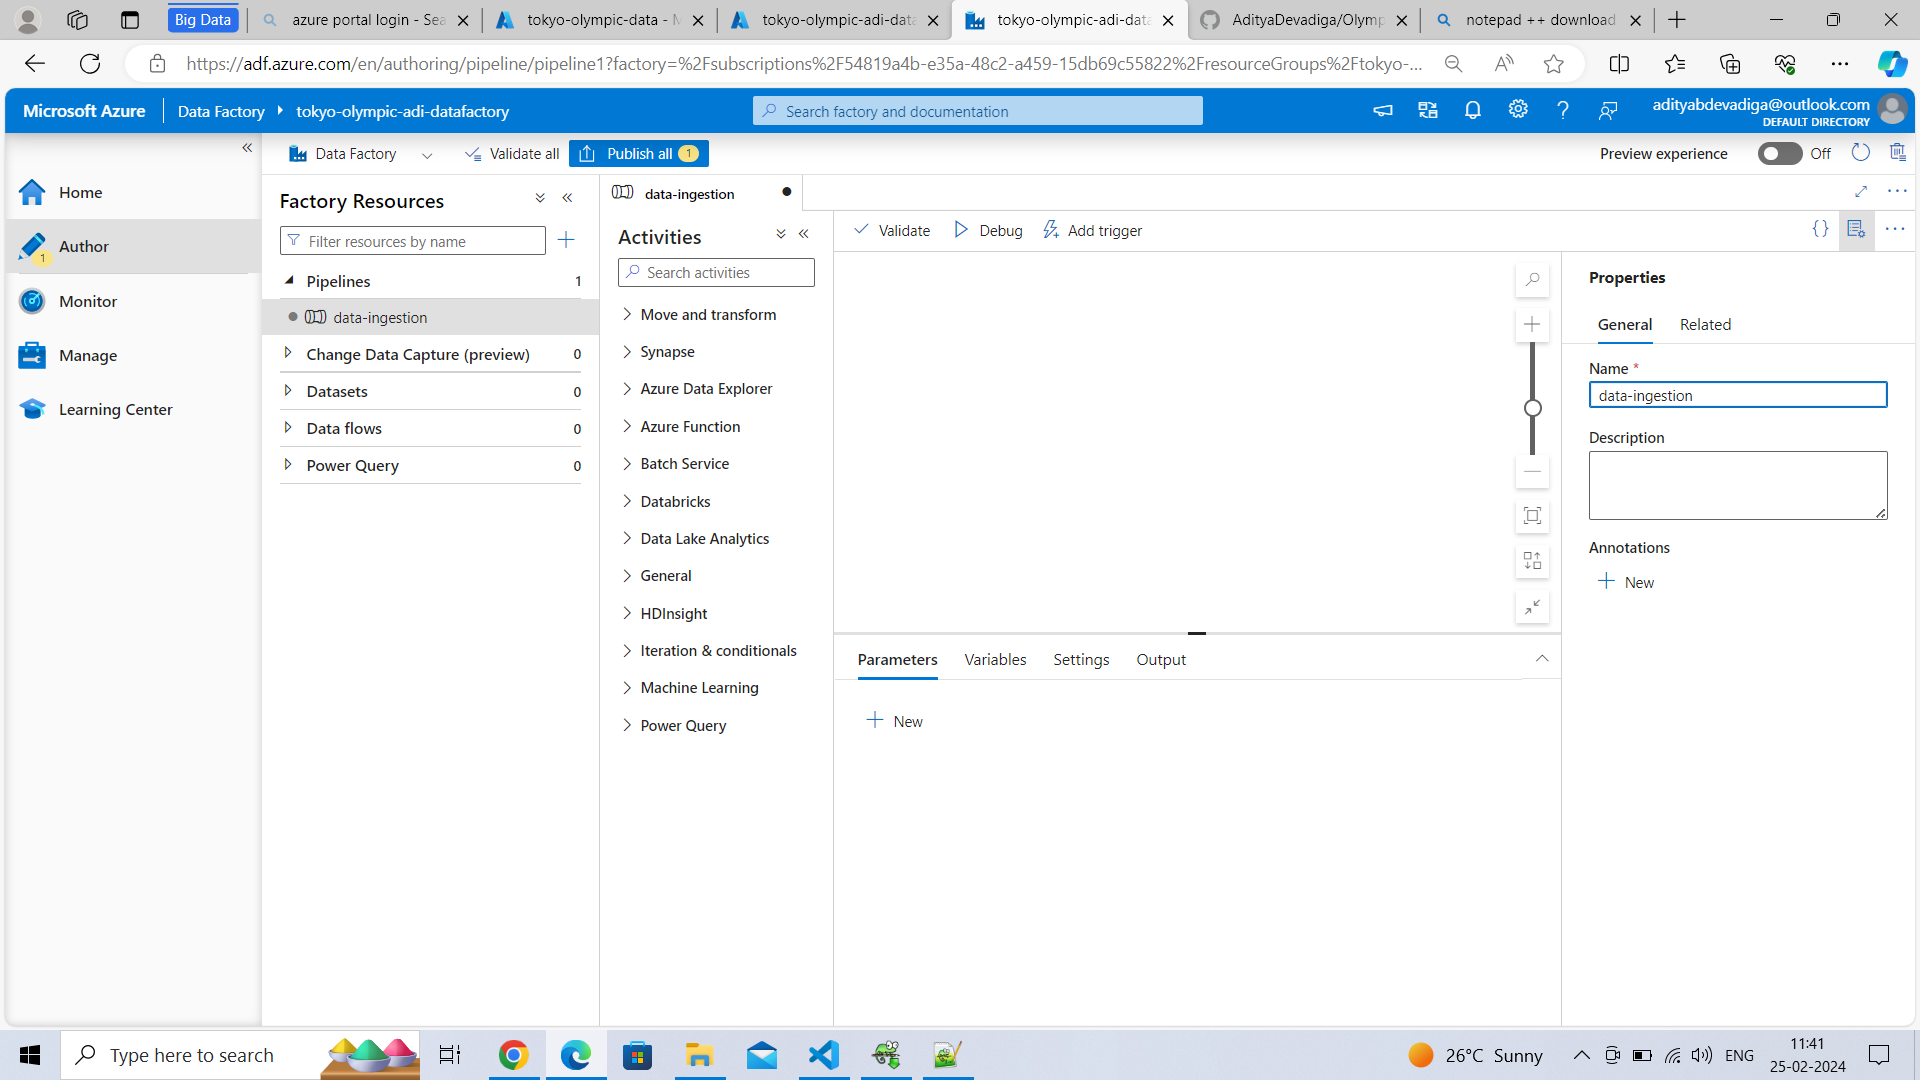 Big Data
azure portal login - Sea
tokyo-olympic-data - M
tokyo-olympic-adi-data
tokyo-olympic-adi-data
AdityaDevadiga/Olymp
notepad ++ download
https://adf.azure.com/en/authoring/pipeline/pipeline1?factory=%2Fsubscriptions%2F54819a4b-e35a-48c2-a459-15db69c55822%2FresourceGroups%2Ftokyo-...
Microsoft Azure
Data Factory
tokyo-olympic-adi-datafactory
Search factory and documentation
adityabdevadiga@outlook.com
DEFAULT DIRECTORY
Data Factory
Validate all
Publish all 1
Preview experience
Off
Home
Author
1
Monitor
Manage
Learning Center
Factory Resources
Filter resources by name
Pipelines 1
data-ingestion
Change Data Capture (preview) 0
Datasets 0
Data flows 0
Power Query 0
data-ingestion
Activities
Search activities
Move and transform
Synapse
Azure Data Explorer
Azure Function
Batch Service
Databricks
Data Lake Analytics
General
HDInsight
Iteration & conditionals
Machine Learning
Power Query
Validate
Debug
Add trigger
Parameters
Variables
Settings
Output
New
Properties
General
Related
Name *
data-ingestion
Description
Annotations
New
Type here to search
26°C Sunny
ENG
11:41
25-02-2024